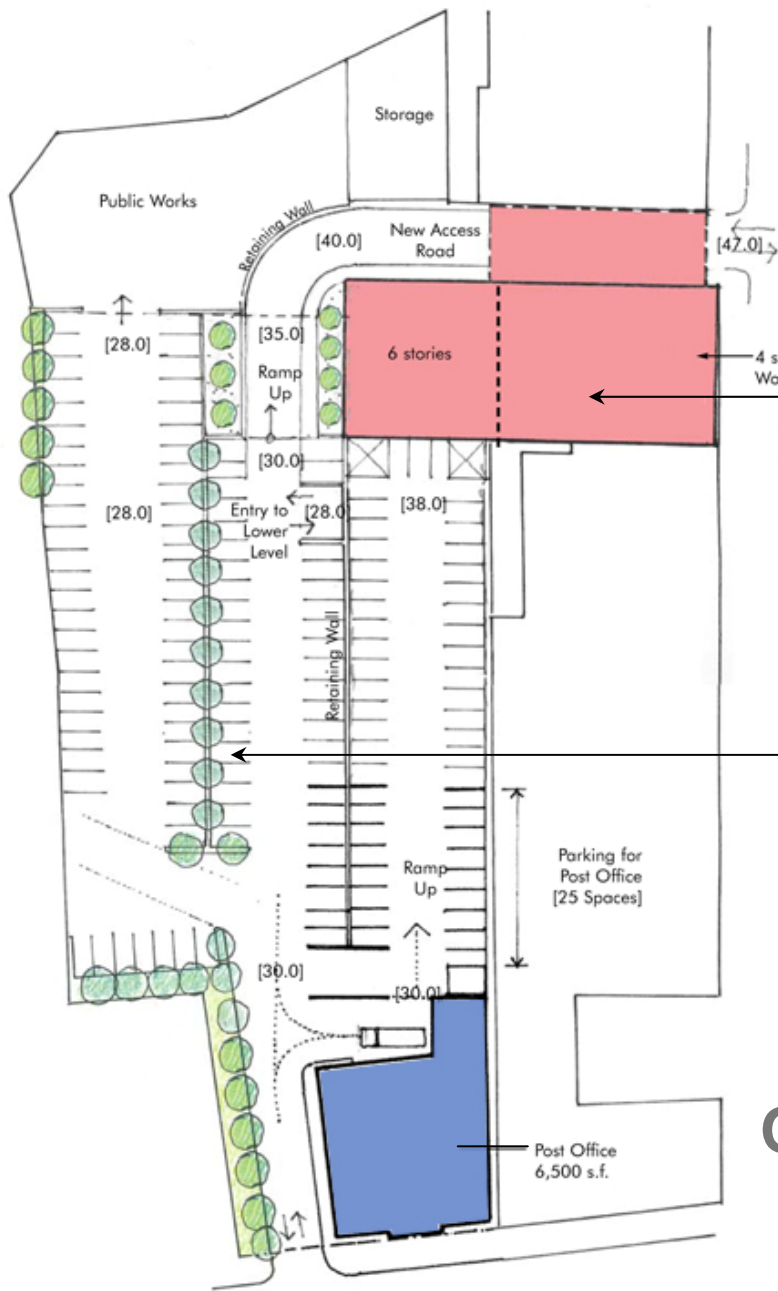 Storage
Public Works
Retaining Wall
[40.0]
New Access
Road
[47.0]
[28.0]
[35.0]
Ramp
Up
6 stories
4 s
Wa
[30.0]
[28.0]
Entry to
Lower
Level
[28.0]
[38.0]
Retaining Wall
Ramp
Up
Parking for
Post Office
[25 Spaces]
[30.0]
[30.0]
Post Office
6,500 s.f.